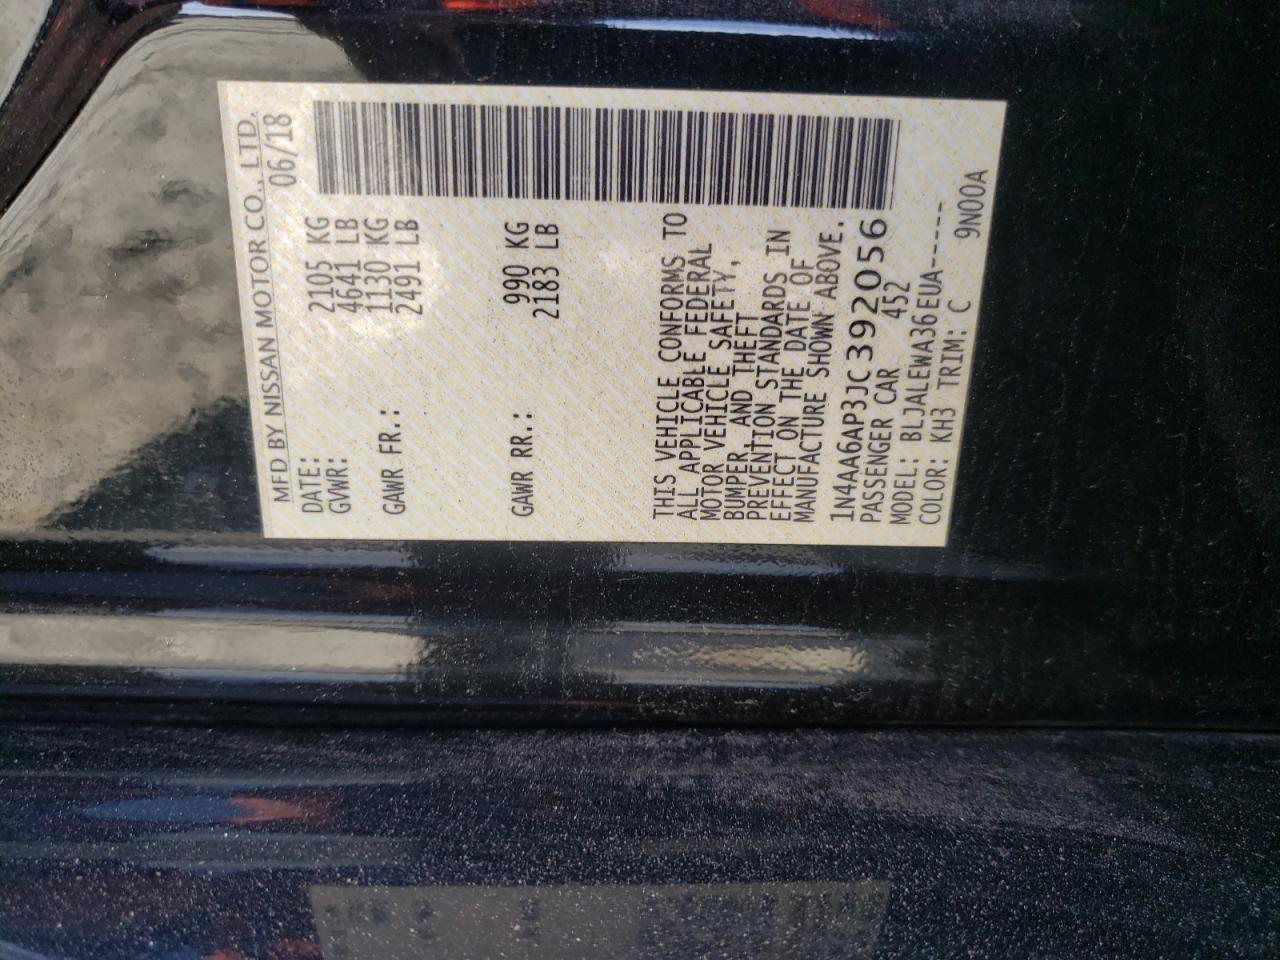 MFD BY NISSAN MOTOR CO., LTD.
DATE: 06/18
GVWR: 2105 KG
4641 LB
GAWR FR.: 1130 KG
2491 LB
GAWR RR.: 990 KG
2183 LB
THIS VEHICLE CONFORMS TO
ALL APPLICABLE FEDERAL
MOTOR VEHICLE SAFETY,
BUMPER, AND THEFT
PREVENTION STANDARDS IN
EFFECT ON THE DATE OF
MANUFACTURE SHOWN ABOVE.
1N4AA6AP3JC392056
PASSENGER CAR 452
MODEL: BLJALEWA36EUA-----
COLOR: KH3 TRIM: C 9N00A